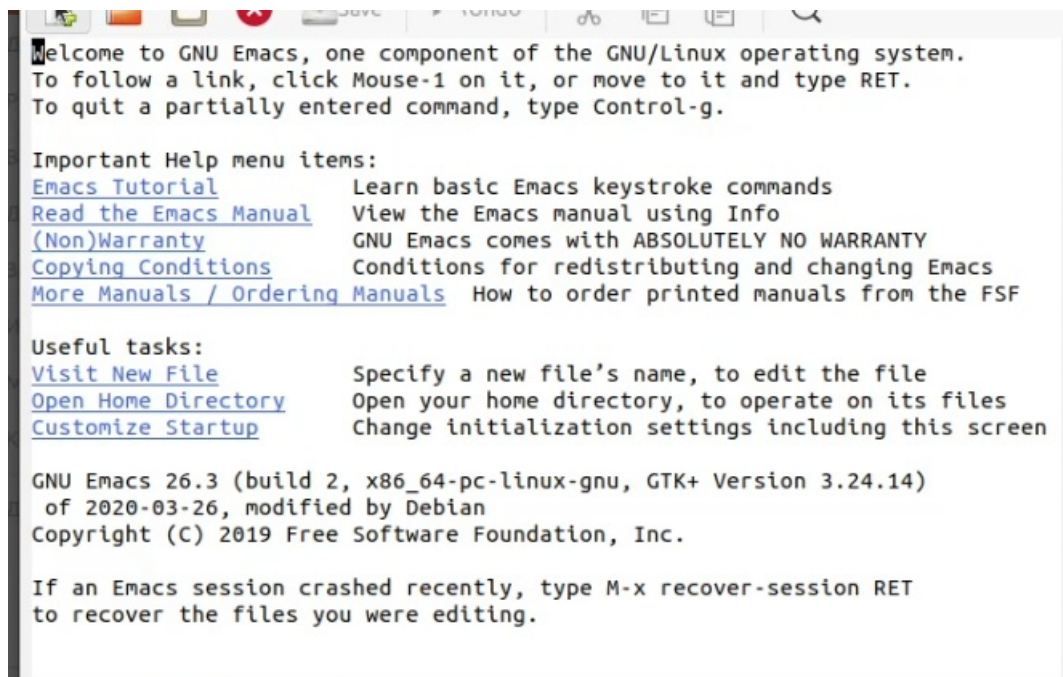 Save Undo
Welcome to GNU Emacs, one component of the GNU/Linux operating system.
To follow a link, click Mouse-1 on it, or move to it and type RET.
To quit a partially entered command, type Control-g.
Important Help menu items:
Emacs Tutorial Learn basic Emacs keystroke commands
Read the Emacs Manual View the Emacs manual using Info
(Non)Warranty GNU Emacs comes with ABSOLUTELY NO WARRANTY
Copying Conditions Conditions for redistributing and changing Emacs
More Manuals / Ordering Manuals How to order printed manuals from the FSF
Useful tasks:
Visit New File Specify a new file’s name, to edit the file
Open Home Directory Open your home directory, to operate on its files
Customize Startup Change initialization settings including this screen
GNU Emacs 26.3 (build 2, x86_64-pc-linux-gnu, GTK+ Version 3.24.14)
of 2020-03-26, modified by Debian
Copyright (C) 2019 Free Software Foundation, Inc.
If an Emacs session crashed recently, type M-x recover-session RET
to recover the files you were editing.